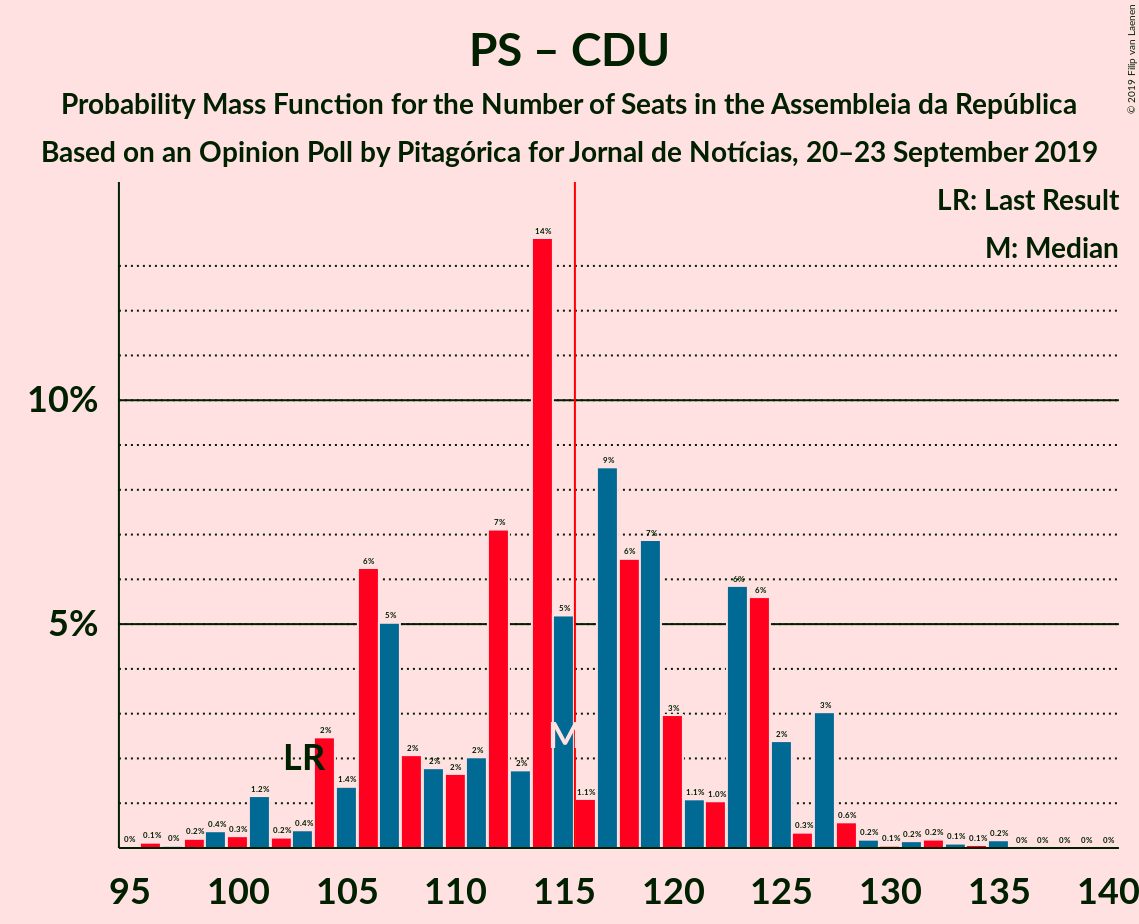 PS – CDU
Probability Mass Function for the Number of Seats in the Assembleia da República
Based on an Opinion Poll by Pitagórica for Jornal de Notícias, 20–23 September 2019
© 2019 Filip van Laenen
LR: Last Result
M: Median
10%
5%
0% 0.1% 0% 0.2% 0.4% 0.3% 1.2% 0.2% 0.4% 2% 1.4% 6% 5% 2% 2% 2% 2% 7% 2% 14% 5% 1.1% 9% 6% 7% 3% 1.1% 1.0% 6% 6% 2% 0.3% 3% 0.6% 0.2% 0.1% 0.2% 0.2% 0.1% 0.1% 0.2% 0% 0% 0% 0% 0%
LR
M
95 100 105 110 115 120 125 130 135 140